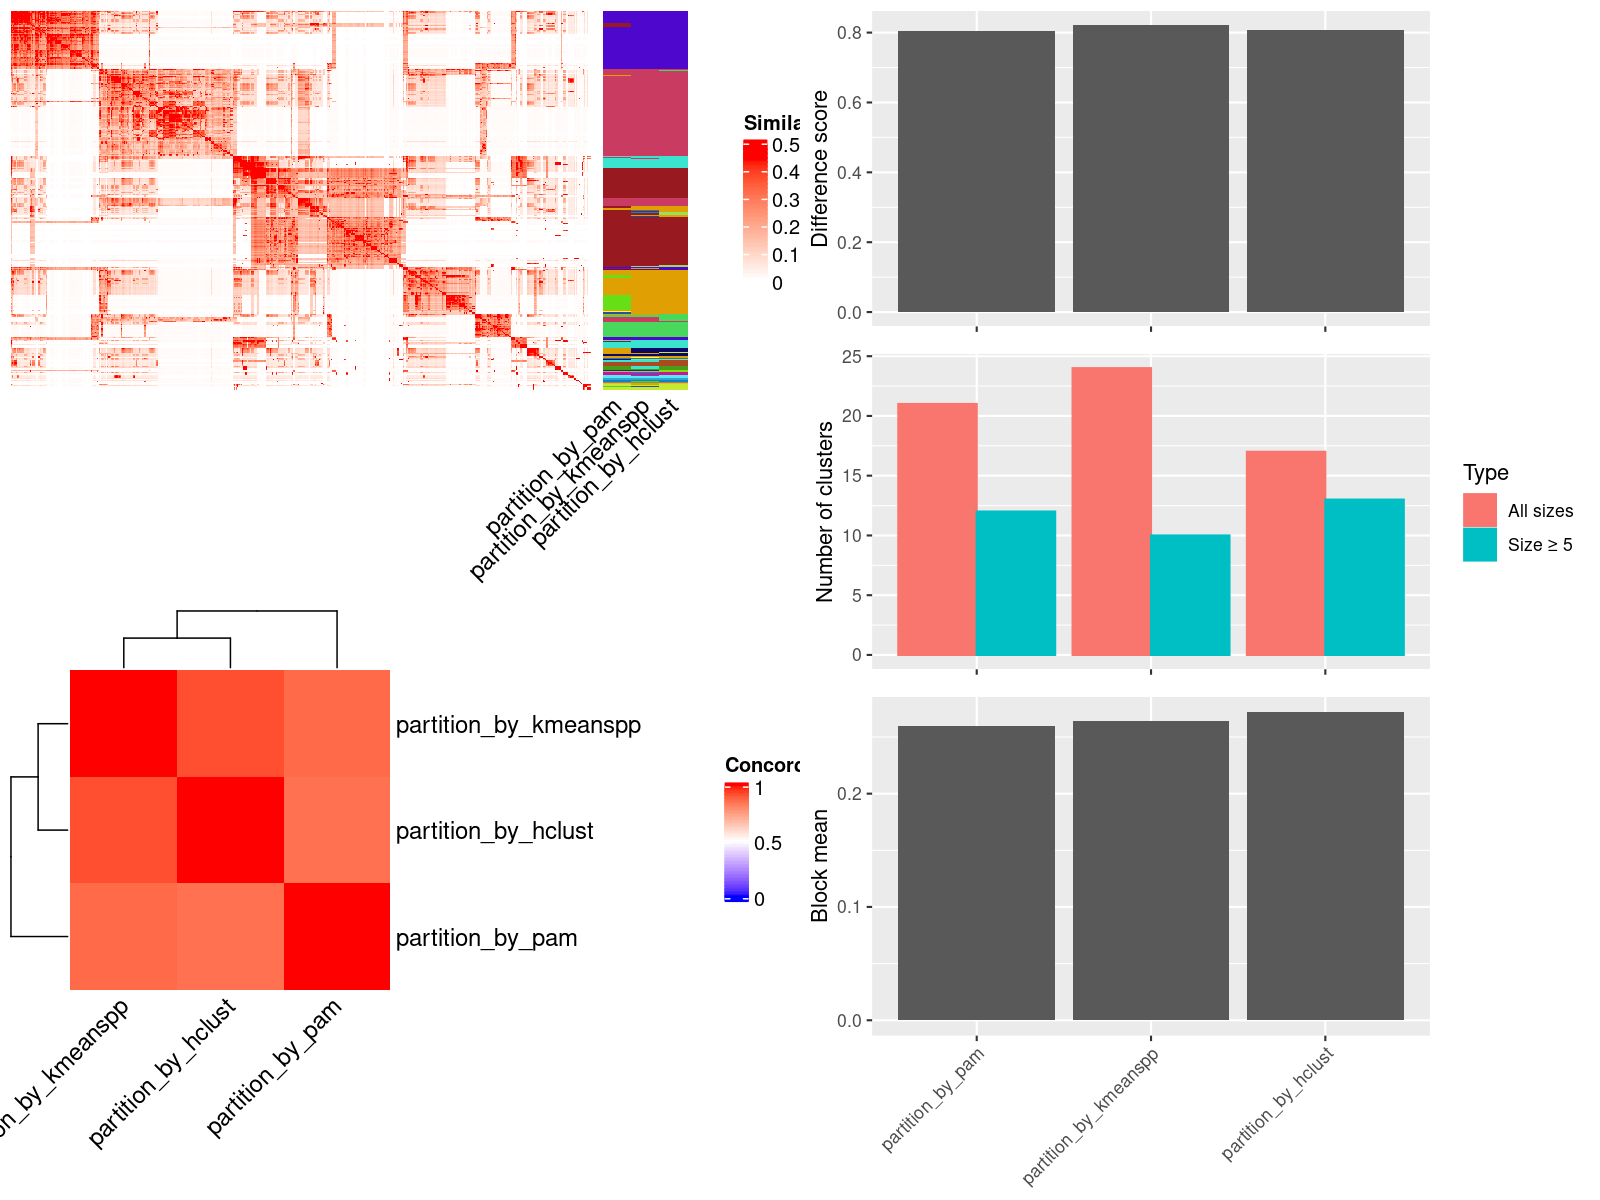 Simila
0.5
0.4
0.3
0.2
0.1
0
partition_by_pam
partition_by_kmeanspp
partition_by_hclust
partition_by_kmeanspp
partition_by_hclust
partition_by_pam
on_by_kmeanspp
partition_by_hclust
partition_by_pam
Concord
1
0.5
0
Difference score
0.8
0.6
0.4
0.2
0.0
Number of clusters
25
20
15
10
5
0
Type
All sizes
Size ≥ 5
Block mean
0.2
0.1
0.0
partition_by_pam
partition_by_kmeanspp
partition_by_hclust